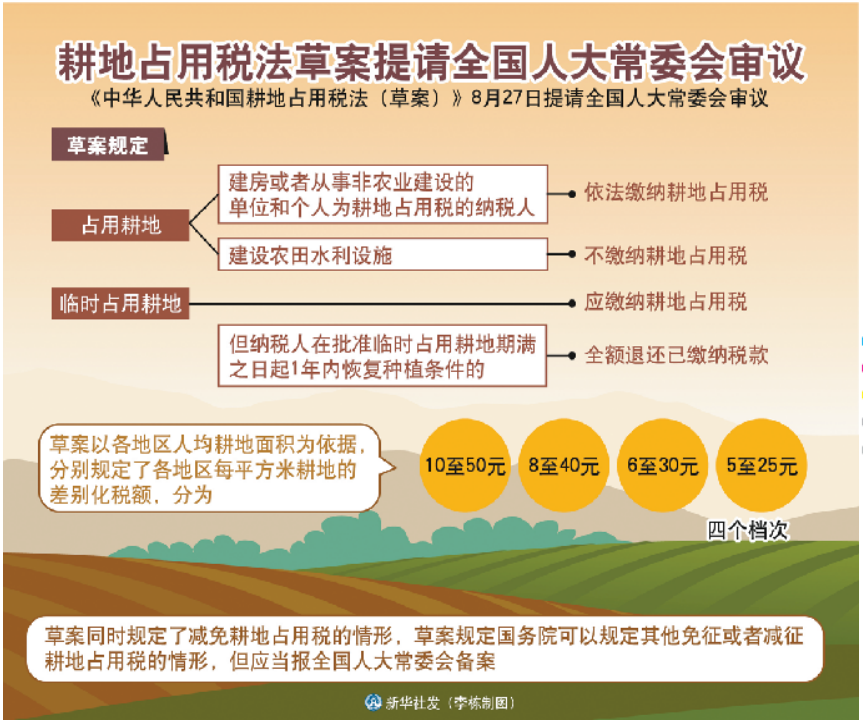 耕地占用税法草案提请全国人大常委会审议
《中华人民共和国耕地占用税法（草案）》8月27日提请全国人大常委会审议
草案规定
占用耕地
建房或者从事非农业建设的
单位和个人为耕地占用税的纳税人
依法缴纳耕地占用税
建设农田水利设施
不缴纳耕地占用税
临时占用耕地
应缴纳耕地占用税
但纳税人在批准临时占用耕地期满
之日起1年内恢复种植条件的
全额退还已缴纳税款
草案以各地区人均耕地面积为依据，
分别规定了各地区每平方米耕地的
差别化税额，分为
10至50元
8至40元
6至30元
5至25元
四个档次
草案同时规定了减免耕地占用税的情形，草案规定国务院可以规定其他免征或者减征
耕地占用税的情形，但应当报全国人大常委会备案
新华社发（李栋制图）